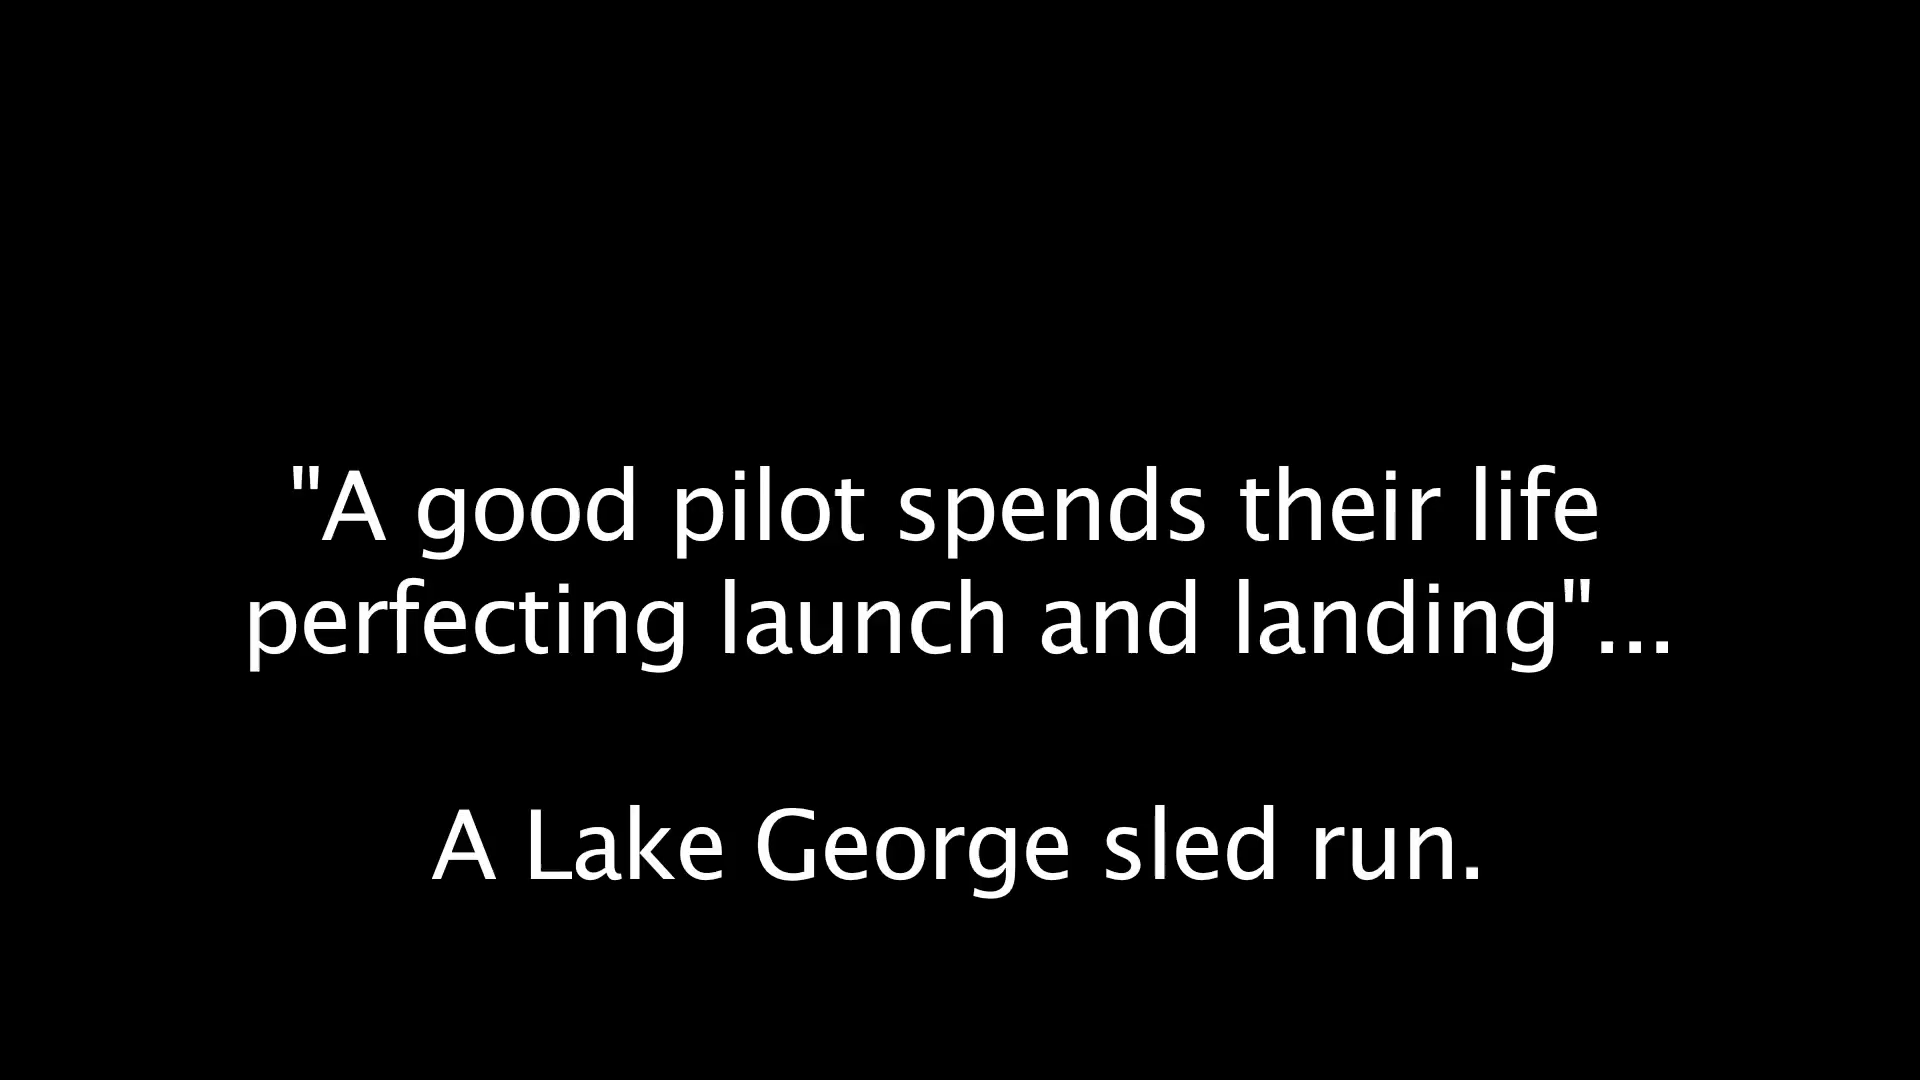 "A good pilot spends their life
perfecting launch and landing"...
A Lake George sled run.